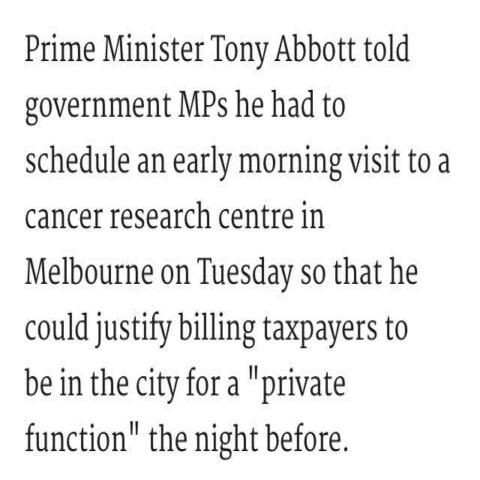 Prime Minister Tony Abbott told
government MPs he had to
schedule an early morning visit to a
cancer research centre in
Melbourne on Tuesday so that he
could justify billing taxpayers to
be in the city for a "private
function" the night before.